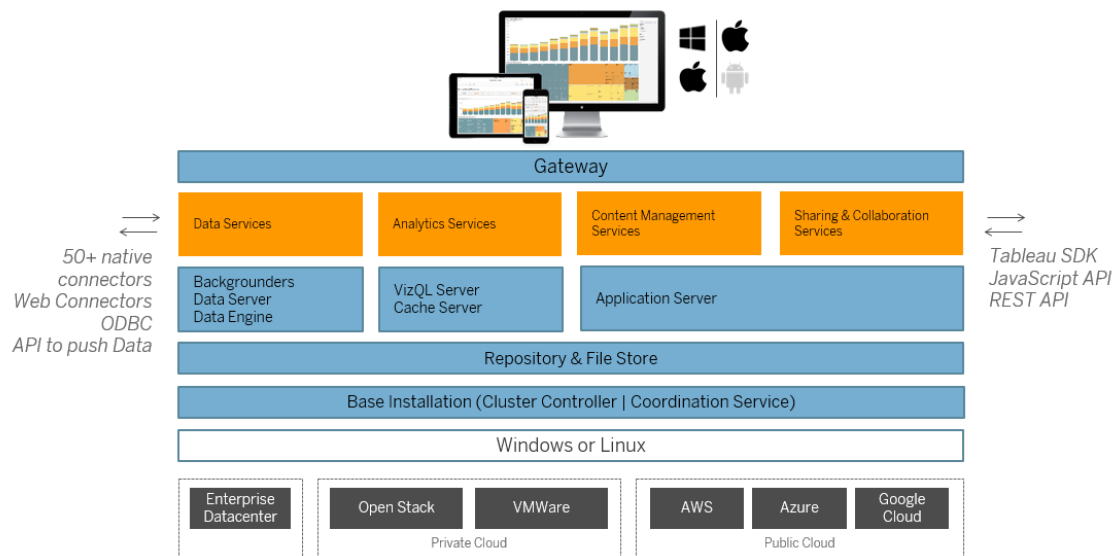 Gateway
Data Services
Analytics Services
Content Management
Services
Sharing & Collaboration
Services
50+ native
connectors
Web Connectors
ODBC
API to push Data
Backgrounders
Data Server
Data Engine
VizQL Server
Cache Server
Application Server
Tableau SDK
JavaScript API
REST API
Repository & File Store
Base Installation (Cluster Controller | Coordination Service)
Windows or Linux
Enterprise
Datacenter
Open Stack
VMWare
Private Cloud
AWS
Azure
Google
Cloud
Public Cloud